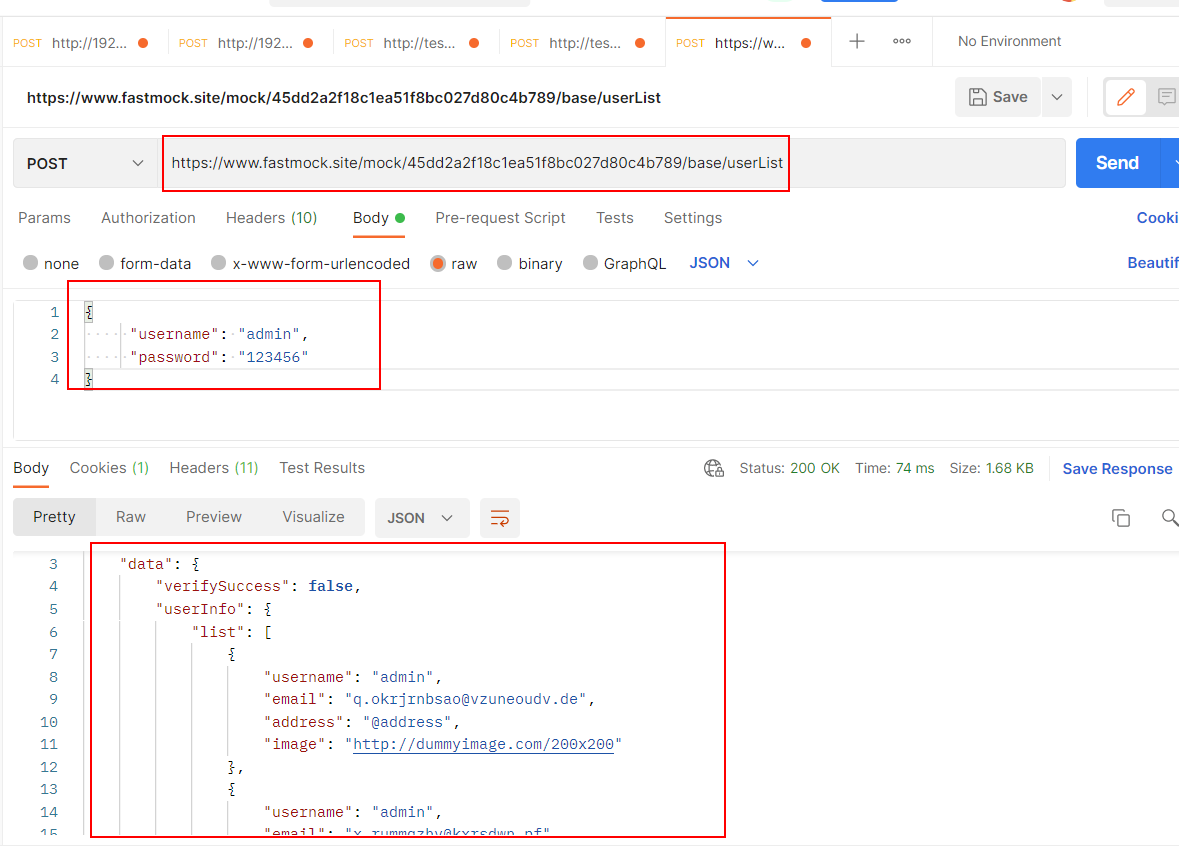 POST http://192... POST http://192... POST http://tes... POST http://tes... POST https://w... No Environment
https://www.fastmock.site/mock/45dd2a2f18c1ea51f8bc027d80c4b789/base/userList Save
POST https://www.fastmock.site/mock/45dd2a2f18c1ea51f8bc027d80c4b789/base/userList Send
Params Authorization Headers (10) Body Pre-request Script Tests Settings Cooki
none form-data x-www-form-urlencoded raw binary GraphQL JSON Beautif
1 {
2 "username": "admin",
3 "password": "123456"
4 }
Body Cookies (1) Headers (11) Test Results Status: 200 OK Time: 74 ms Size: 1.68 KB Save Response
Pretty Raw Preview Visualize JSON
3 "data": {
4 "verifySuccess": false,
5 "userInfo": {
6 "list": [
7 {
8 "username": "admin",
9 "email": "q.okrjrnbsao@vzuneoudv.de",
10 "address": "@address",
11 "image": "http://dummyimage.com/200x200"
12 },
13 {
14 "username": "admin",
15 "email":